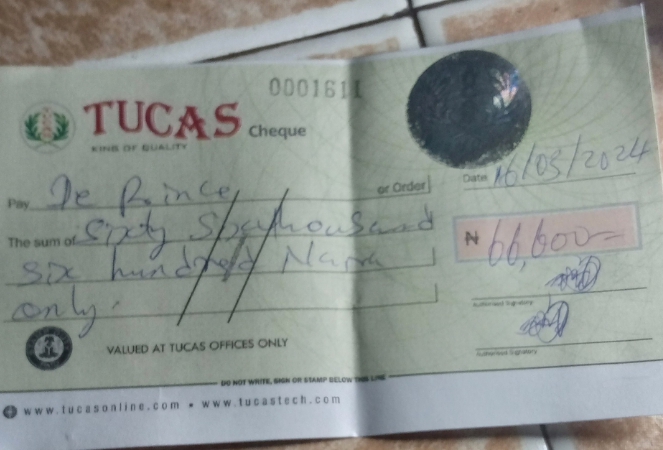 0001611
TUCAS Cheque
KING OF QUALITY
Pay De Prince or Order
Date: 16/05/2024
The sum of sixty Six thousand
six hundred Naira
only.
₦ 66,600=
Authorised Signatory
Authorised Signatory
VALUED AT TUCAS OFFICES ONLY
DO NOT WRITE, SIGN OR STAMP BELOW THIS LINE
www.tucasonline.com • www.tucastech.com